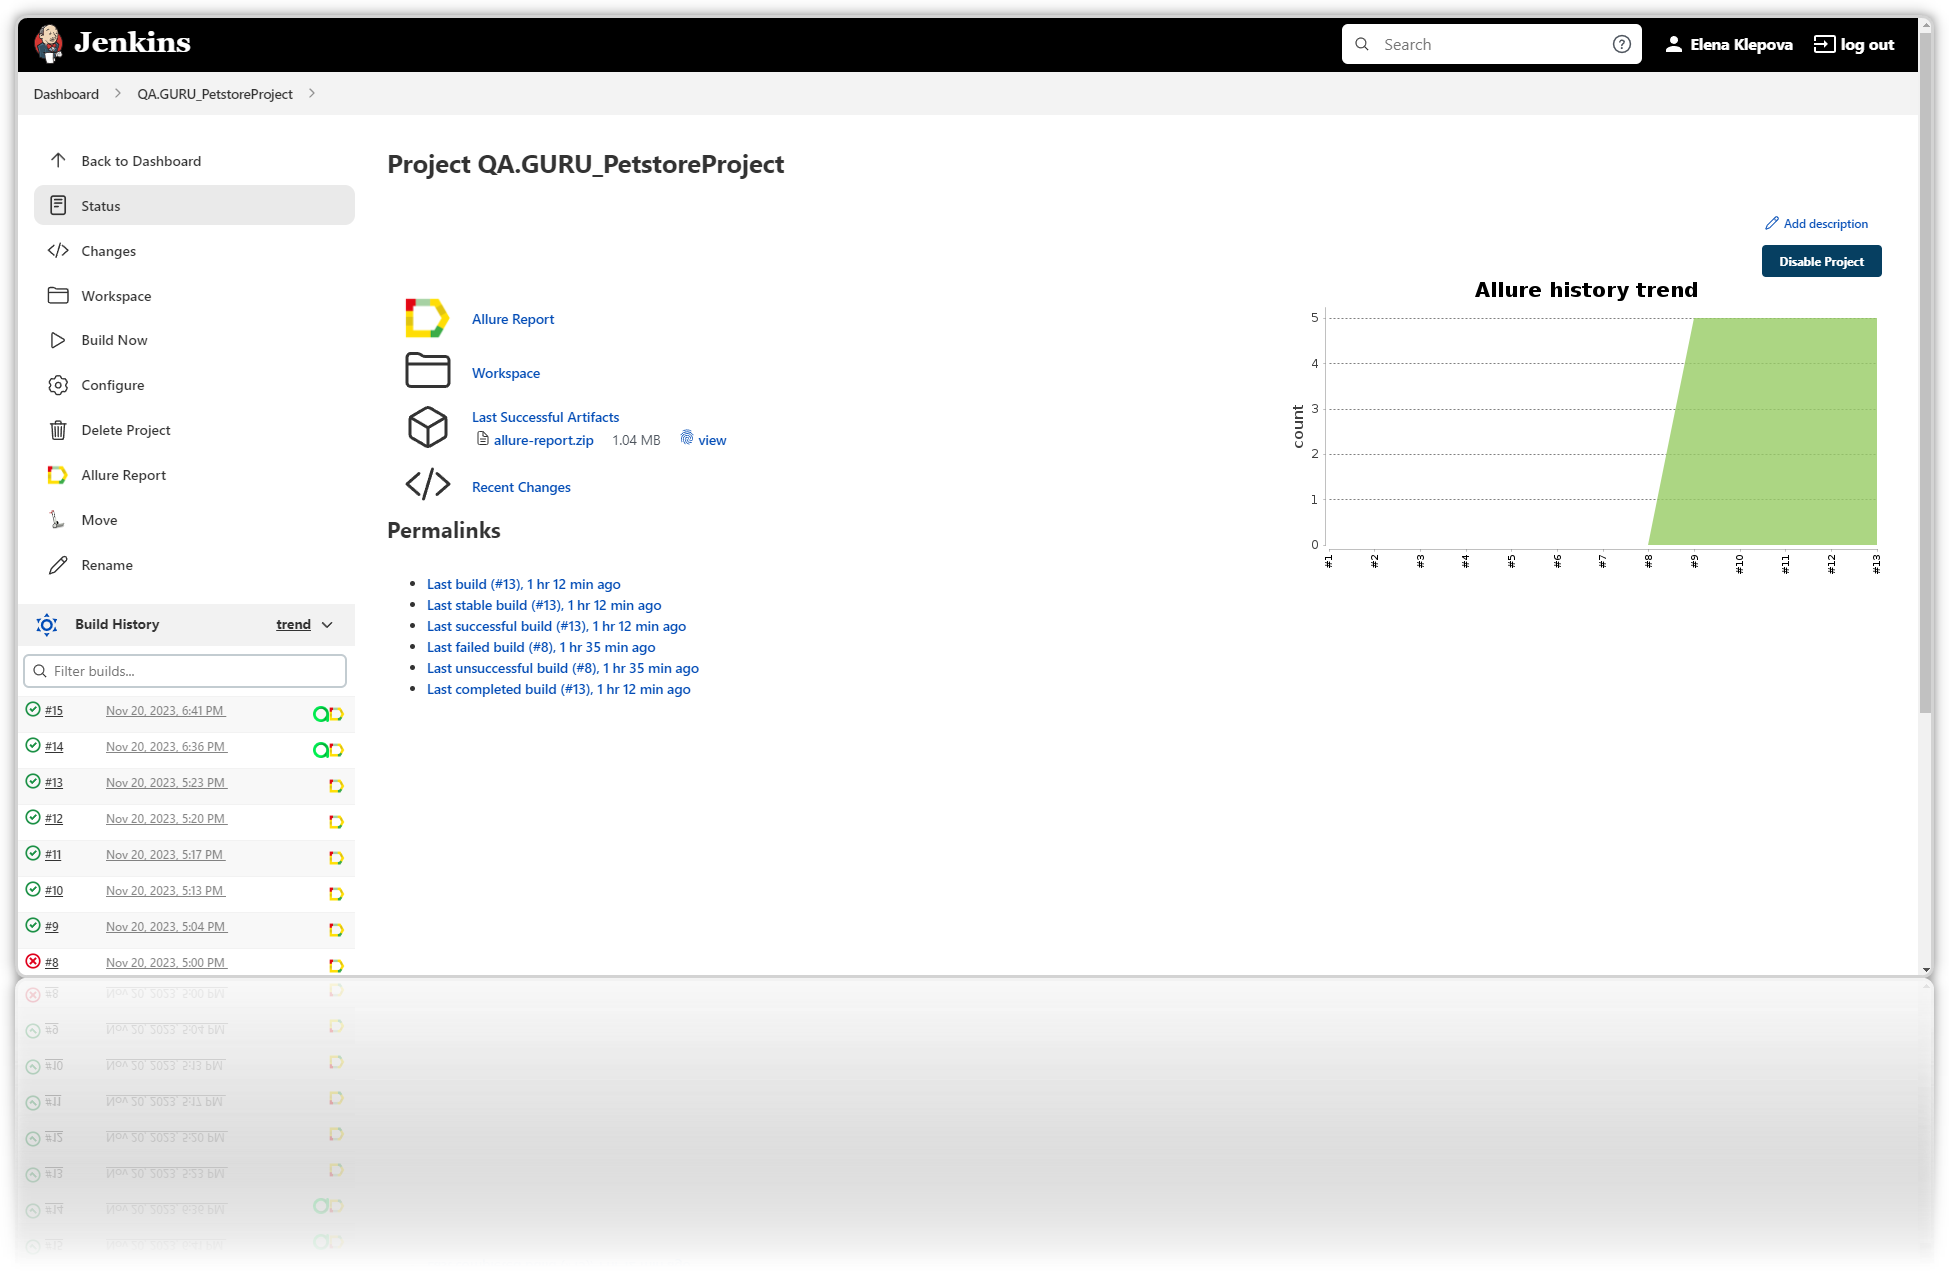 Jenkins
Search
Elena Klepova
log out
Dashboard
QA.GURU_PetstoreProject
Back to Dashboard
Status
Changes
Workspace
Build Now
Configure
Delete Project
Allure Report
Move
Rename
Build History
trend
Filter builds...
#15 Nov 20, 2023, 6:41 PM
#14 Nov 20, 2023, 6:36 PM
#13 Nov 20, 2023, 5:23 PM
#12 Nov 20, 2023, 5:20 PM
#11 Nov 20, 2023, 5:17 PM
#10 Nov 20, 2023, 5:13 PM
#9 Nov 20, 2023, 5:04 PM
#8 Nov 20, 2023, 5:00 PM
Project QA.GURU_PetstoreProject
Add description
Disable Project
Allure Report
Workspace
Last Successful Artifacts
allure-report.zip 1.04 MB view
Recent Changes
Permalinks
Last build (#13), 1 hr 12 min ago
Last stable build (#13), 1 hr 12 min ago
Last successful build (#13), 1 hr 12 min ago
Last failed build (#8), 1 hr 35 min ago
Last unsuccessful build (#8), 1 hr 35 min ago
Last completed build (#13), 1 hr 12 min ago
Allure history trend
count
5
4
3
2
1
0
#1 #2 #3 #4 #5 #6 #7 #8 #9 #10 #11 #12 #13